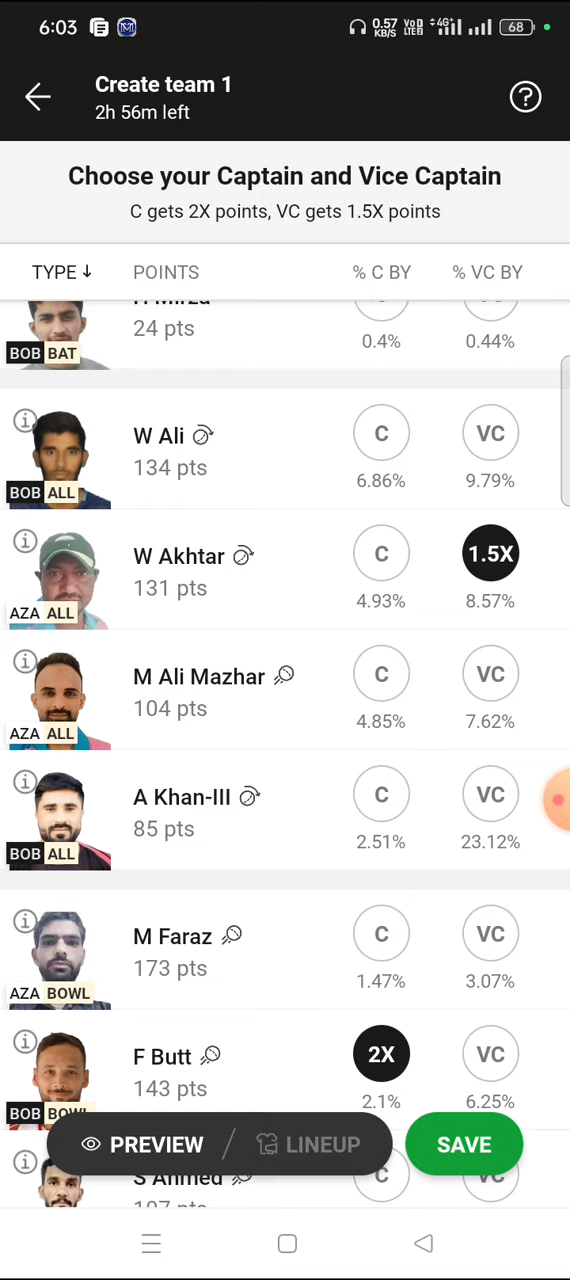 6:03 0.57 KB/S VoD LTE2 4G+ 68
Create team 1
2h 56m left
Choose your Captain and Vice Captain
C gets 2X points, VC gets 1.5X points
TYPE ↓ POINTS % C BY % VC BY
24 pts 0.4% 0.44%
BOB BAT
W Ali C VC
134 pts 6.86% 9.79%
BOB ALL
W Akhtar C 1.5X
131 pts 4.93% 8.57%
AZA ALL
M Ali Mazhar C VC
104 pts 4.85% 7.62%
AZA ALL
A Khan-III C VC
85 pts 2.51% 23.12%
BOB ALL
M Faraz C VC
173 pts 1.47% 3.07%
AZA BOWL
F Butt 2X VC
143 pts 2.1% 6.25%
BOB BOWL
PREVIEW / LINEUP SAVE
S Ahmed C VC